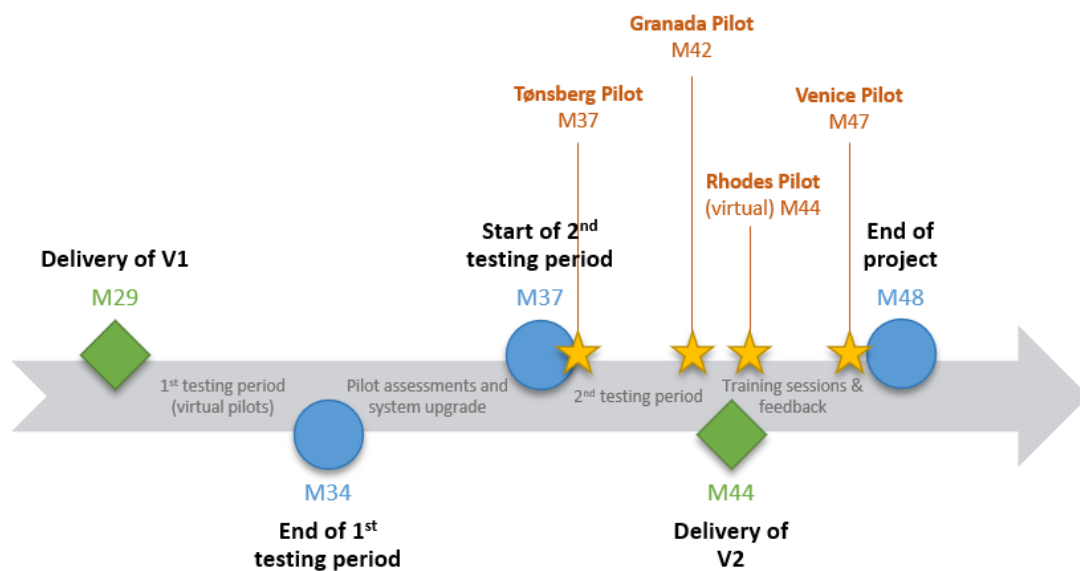 Granada Pilot
M42
Tønsberg Pilot
M37
Venice Pilot
M47
Rhodes Pilot
(virtual) M44
Delivery of V1
M29
Start of 2nd
testing period
M37
End of
project
M48
1st testing period
(virtual pilots)
Pilot assessments and
system upgrade
2nd testing period
Training sessions &
feedback
M34
End of 1st
testing period
M44
Delivery of
V2